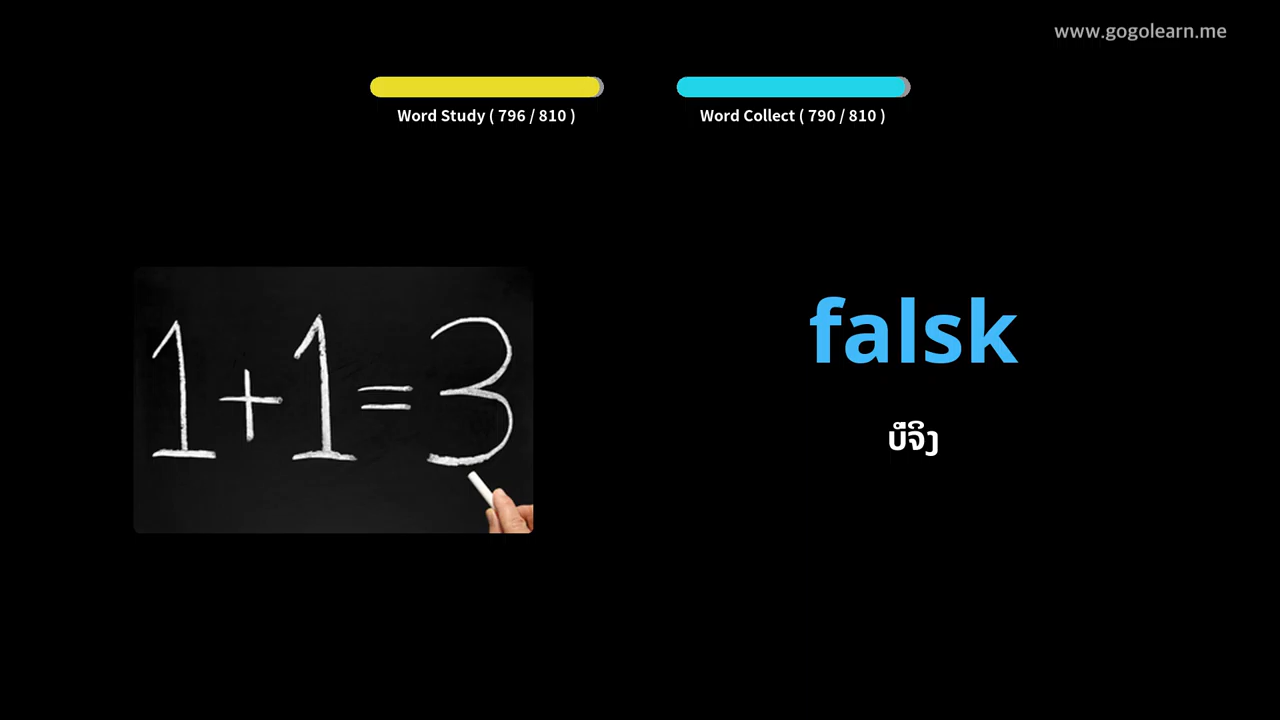 www.gogolearn.me
Word Study ( 796 / 810 )
Word Collect ( 790 / 810 )
1+1=3
falsk
ບໍ່ຈິງ